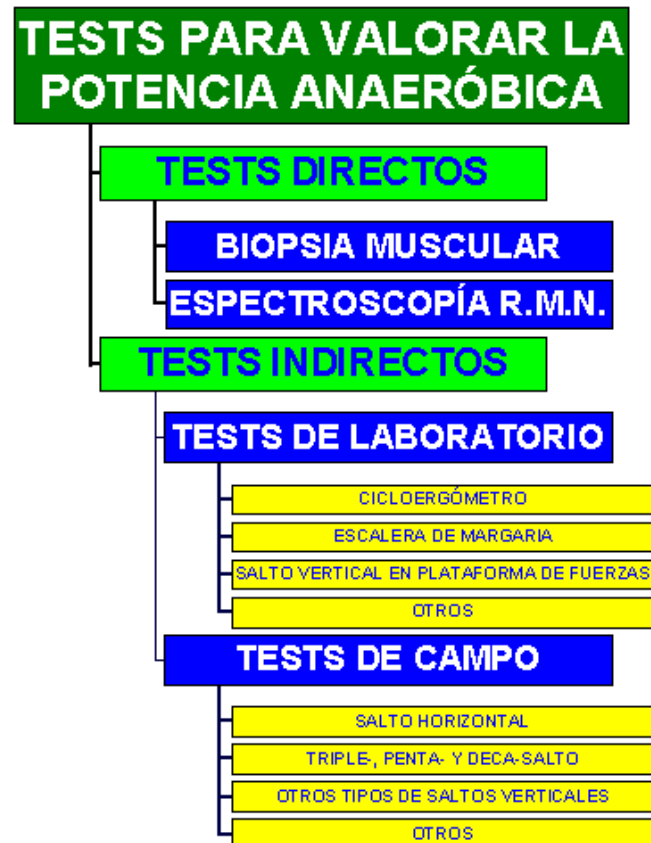 TESTS PARA VALORAR LA
POTENCIA ANAERÓBICA
TESTS DIRECTOS
BIOPSIA MUSCULAR
ESPECTROSCOPÍA R.M.N.
TESTS INDIRECTOS
TESTS DE LABORATORIO
CICLOERGÓMETRO
ESCALERA DE MARGARIA
SALTO VERTICAL EN PLATAFORMA DE FUERZAS
OTROS
TESTS DE CAMPO
SALTO HORIZONTAL
TRIPLE-, PENTA- Y DECA-SALTO
OTROS TIPOS DE SALTOS VERTICALES
OTROS